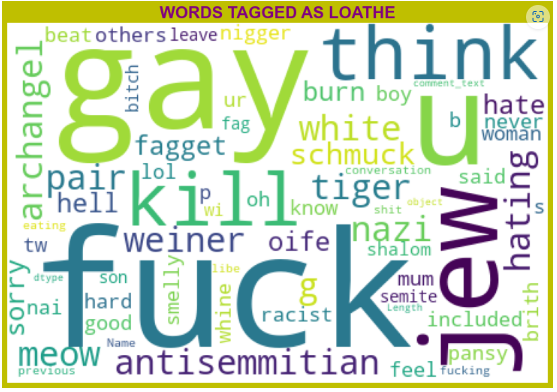 WORDS TAGGED AS LOATHE
beat others leave nigger
gay think
archangel bitch ur fag burn boy comment_text hate
b never
woman
white u
fagget schmuck
pair lol kill oh conversation said
hell p wi know tiger s
jew hating
tw weiner oife nazi shit object
eating fuck shalom
sorry dtype son smelly libe g mum
nai hard whine racist semite brith
good Name Length included
meow antisemmitian feel pansy
previous fucking